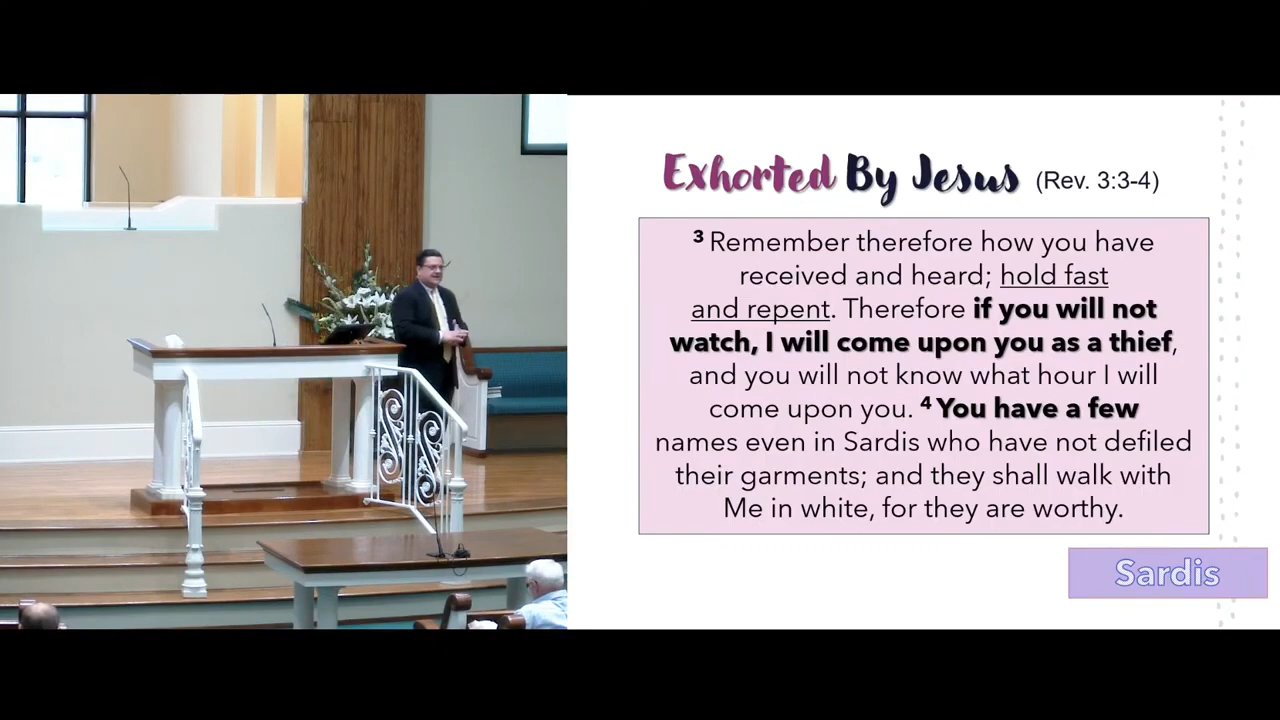 Exhorted By Jesus (Rev. 3:3-4)
3 Remember therefore how you have
received and heard; hold fast
and repent. Therefore if you will not
watch, I will come upon you as a thief,
and you will not know what hour I will
come upon you. 4 You have a few
names even in Sardis who have not defiled
their garments; and they shall walk with
Me in white, for they are worthy.
Sardis